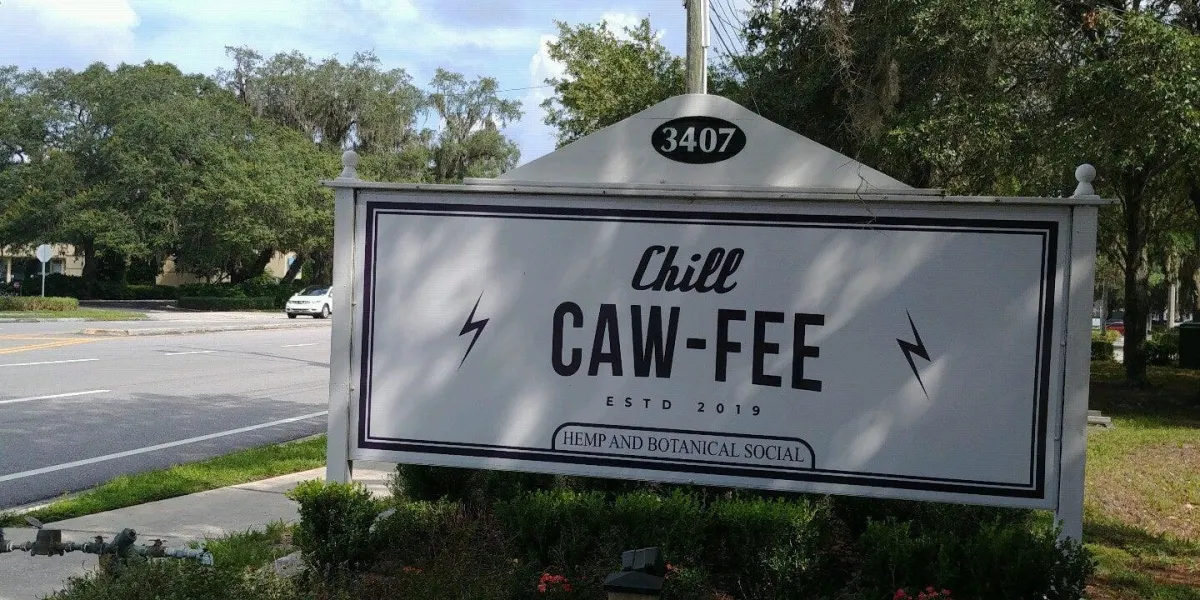 3407
Chill
CAW-FEE
ESTD 2019
HEMP AND BOTANICAL SOCIAL